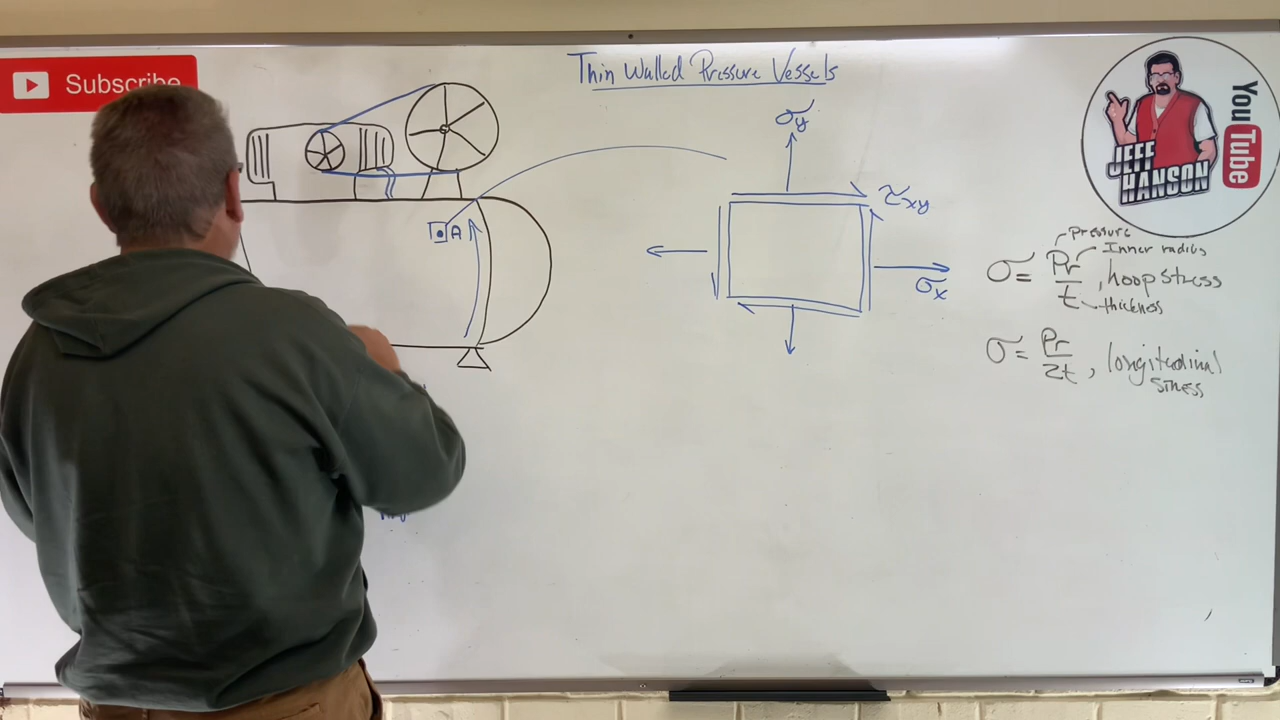 Thin Walled Pressure Vessels
Subscribe
YouTube
JEFF
HANSON
σy
τxy
σx
A
pressure
Inner radius
σ = Pr/t, hoop stress
thickness
σ = Pr/2t, longitudinal
stress